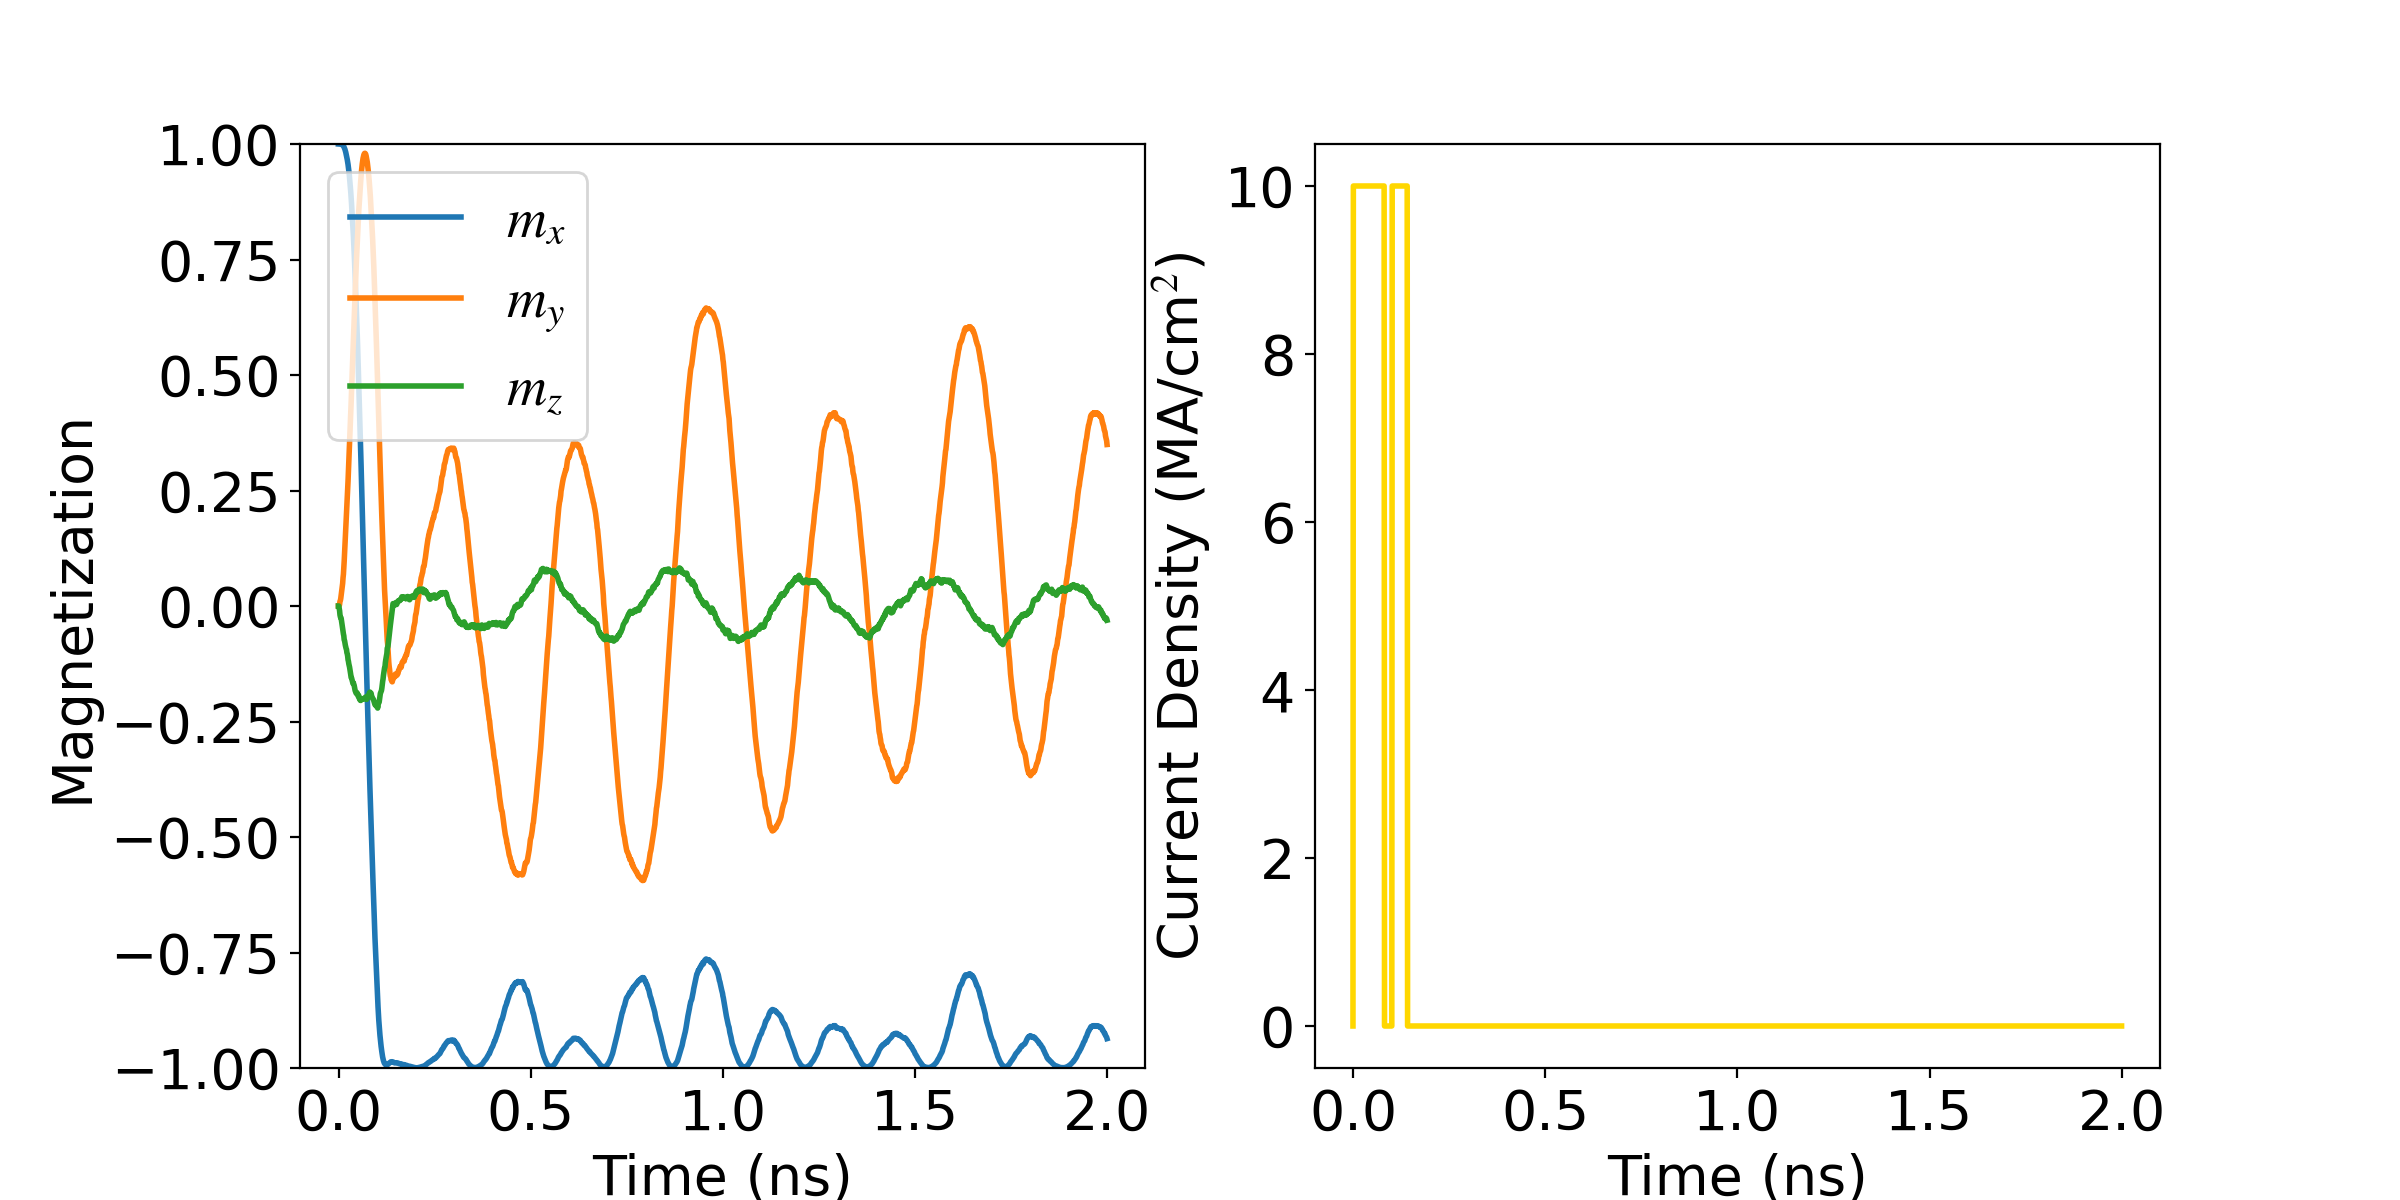 1.00
0.75
0.50
0.25
0.00
−0.25
−0.50
−0.75
−1.00
Magnetization
m_x
m_y
m_z
0.0 0.5 1.0 1.5 2.0
Time (ns)
10
8
6
4
2
0
Current Density (MA/cm²)
0.0 0.5 1.0 1.5 2.0
Time (ns)